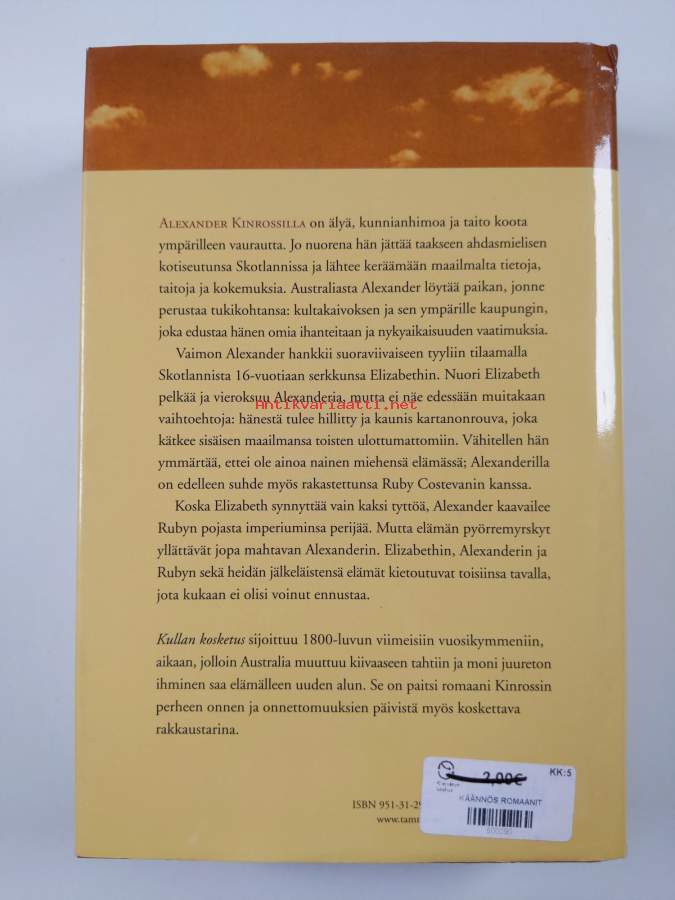 ALEXANDER KINROSSILLA on älyä, kunnianhimoa ja taito koota
ympärilleen vaurautta. Jo nuorena hän jättää taakseen ahdasmielisen
kotiseutunsa Skotlannissa ja lähtee keräämään maailmalta tietoja,
taitoja ja kokemuksia. Australiasta Alexander löytää paikan, jonne
perustaa tukikohtansa: kultakaivoksen ja sen ympärille kaupungin,
joka edustaa hänen omia ihanteitaan ja nykyaikaisuuden vaatimuksia.
Vaimon Alexander hankkii suoraviivaiseen tyyliin tilaamalla
Skotlannista 16-vuotiaan serkkunsa Elizabethin. Nuori Elizabeth
pelkää ja vieroksuu Alexanderia, mutta ei näe edessään muitakaan
Antikvariaatti.net
vaihtoehtoja: hänestä tulee hillitty ja kaunis kartanonrouva, joka
kätkee sisäisen maailmansa toisten ulottumattomiin. Vähitellen hän
ymmärtää, ettei ole ainoa nainen miehensä elämässä; Alexanderilla
on edelleen suhde myös rakastettunsa Ruby Costevanin kanssa.
Koska Elizabeth synnyttää vain kaksi tyttöä, Alexander kaavailee
Rubyn pojasta imperiuminsa perijää. Mutta elämän pyörremyrskyt
yllättävät jopa mahtavan Alexanderin. Elizabethin, Alexanderin ja
Rubyn sekä heidän jälkeläistensä elämät kietoutuvat toisiinsa tavalla,
jota kukaan ei olisi voinut ennustaa.
Kullan kosketus sijoittuu 1800-luvun viimeisiin vuosikymmeniin,
aikaan, jolloin Australia muuttuu kiivaaseen tahtiin ja moni juureton
ihminen saa elämälleen uuden alun. Se on paitsi romaani Kinrossin
perheen onnen ja onnettomuuksien päivistä myös koskettava
rakkaustarina.
2,00€
KK:5
KÄÄNNÖS ROMAANIT
ISBN 951-31-29
www.tam